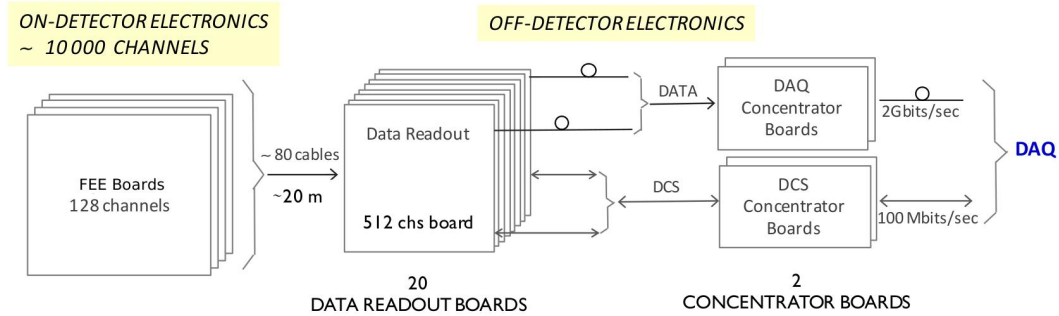 ON-DETECTOR ELECTRONICS
~ 10 000 CHANNELS
OFF-DETECTOR ELECTRONICS
FEE Boards
128 channels
~ 80 cables
~20 m
Data Readout
512 chs board
20
DATA READOUT BOARDS
DATA
DCS
DAQ
Concentrator
Boards
DCS
Concentrator
Boards
2
CONCENTRATOR BOARDS
2Gbits/sec
100 Mbits/sec
DAQ